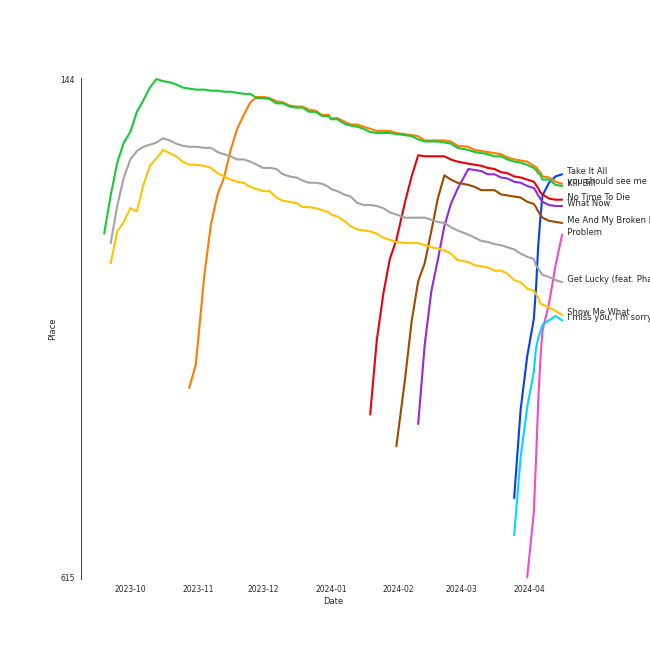 144
Take It All
you should see me
Kill Bill
No Time To Die
What Now
Me And My Broken
Problem
Get Lucky (feat. Pha
Show Me What
I miss you, I'm sorry
615
Place
2023-10 2023-11 2023-12 2024-01 2024-02 2024-03 2024-04
Date